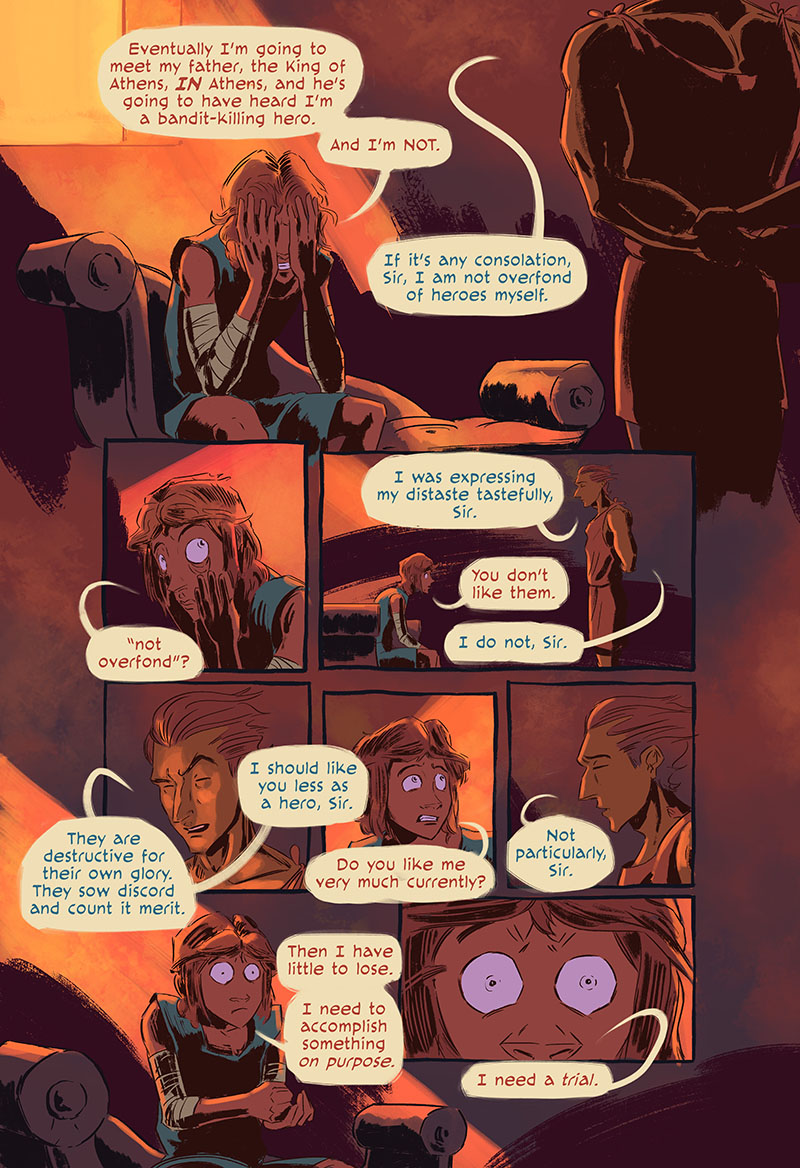 Eventually I'm going to
meet my father, the King of
Athens, IN Athens, and he's
going to have heard I'm
a bandit-killing hero.
And I'm NOT.
If it's any consolation,
Sir, I am not overfond
of heroes myself.
"not
overfond"?
I was expressing
my distaste tastefully,
Sir.
You don't
like them.
I do not, Sir.
They are
destructive for
their own glory.
They sow discord
and count it merit.
I should like
you less as
a hero, Sir.
Do you like me
very much currently?
Not
particularly,
Sir.
Then I have
little to lose.
I need to
accomplish
something
on purpose.
I need a trial.